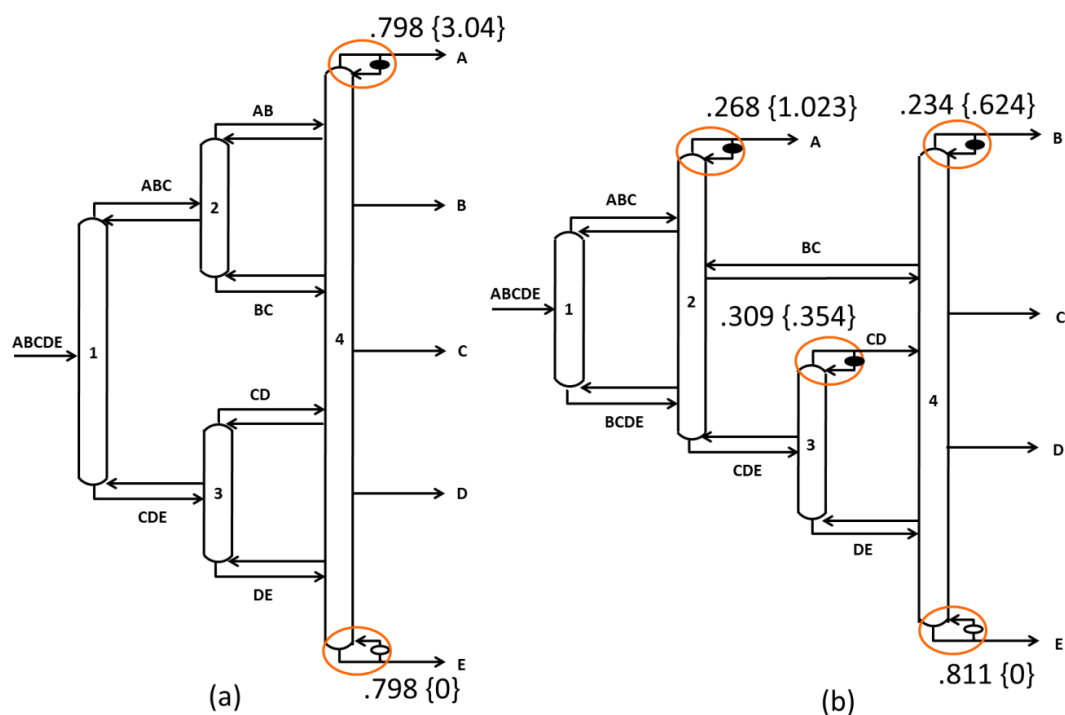 .798 {3.04}
A
AB
ABC
2
B
BC
ABCDE
1
4
C
CD
3
D
CDE
DE
E
.798 {0}
(a)
.268 {1.023}
.234 {.624}
A
B
ABC
BC
ABCDE
1
2
C
.309 {.354}
CD
4
BCDE
3
D
CDE
DE
E
.811 {0}
(b)